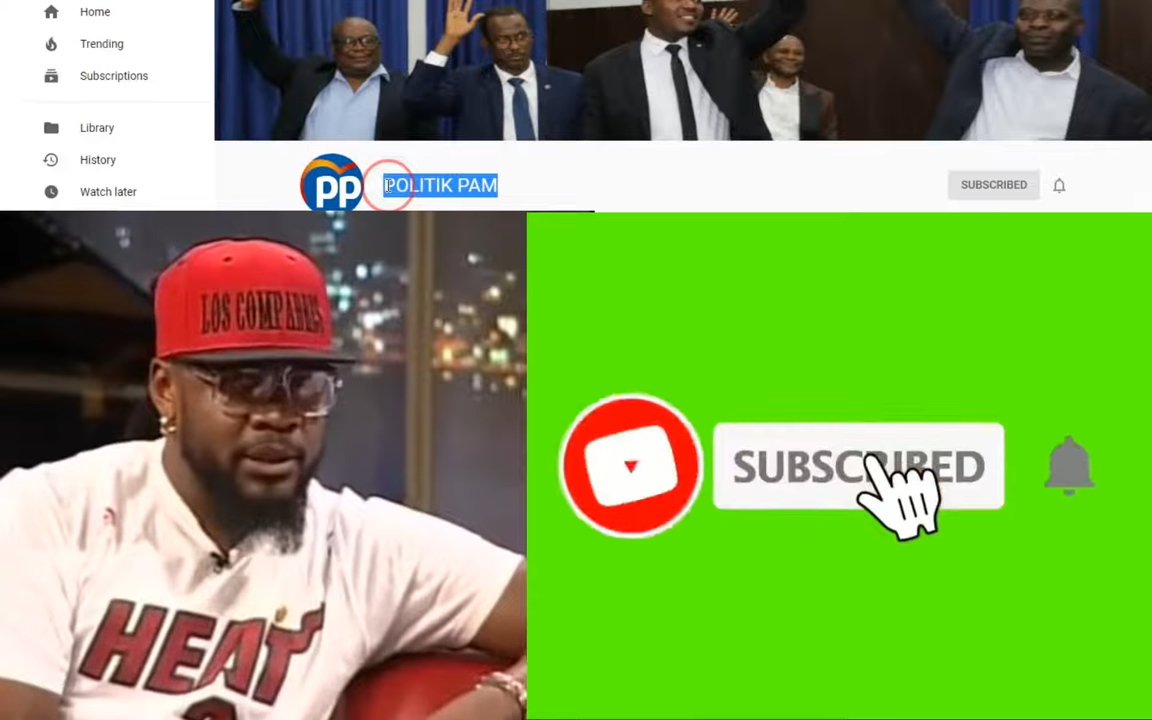 Home
Trending
Subscriptions
Library
History
Watch later
pp
POLITIK PAM
SUBSCRIBED
LOS COMPADRES
HEAT
SUBSCRIBED